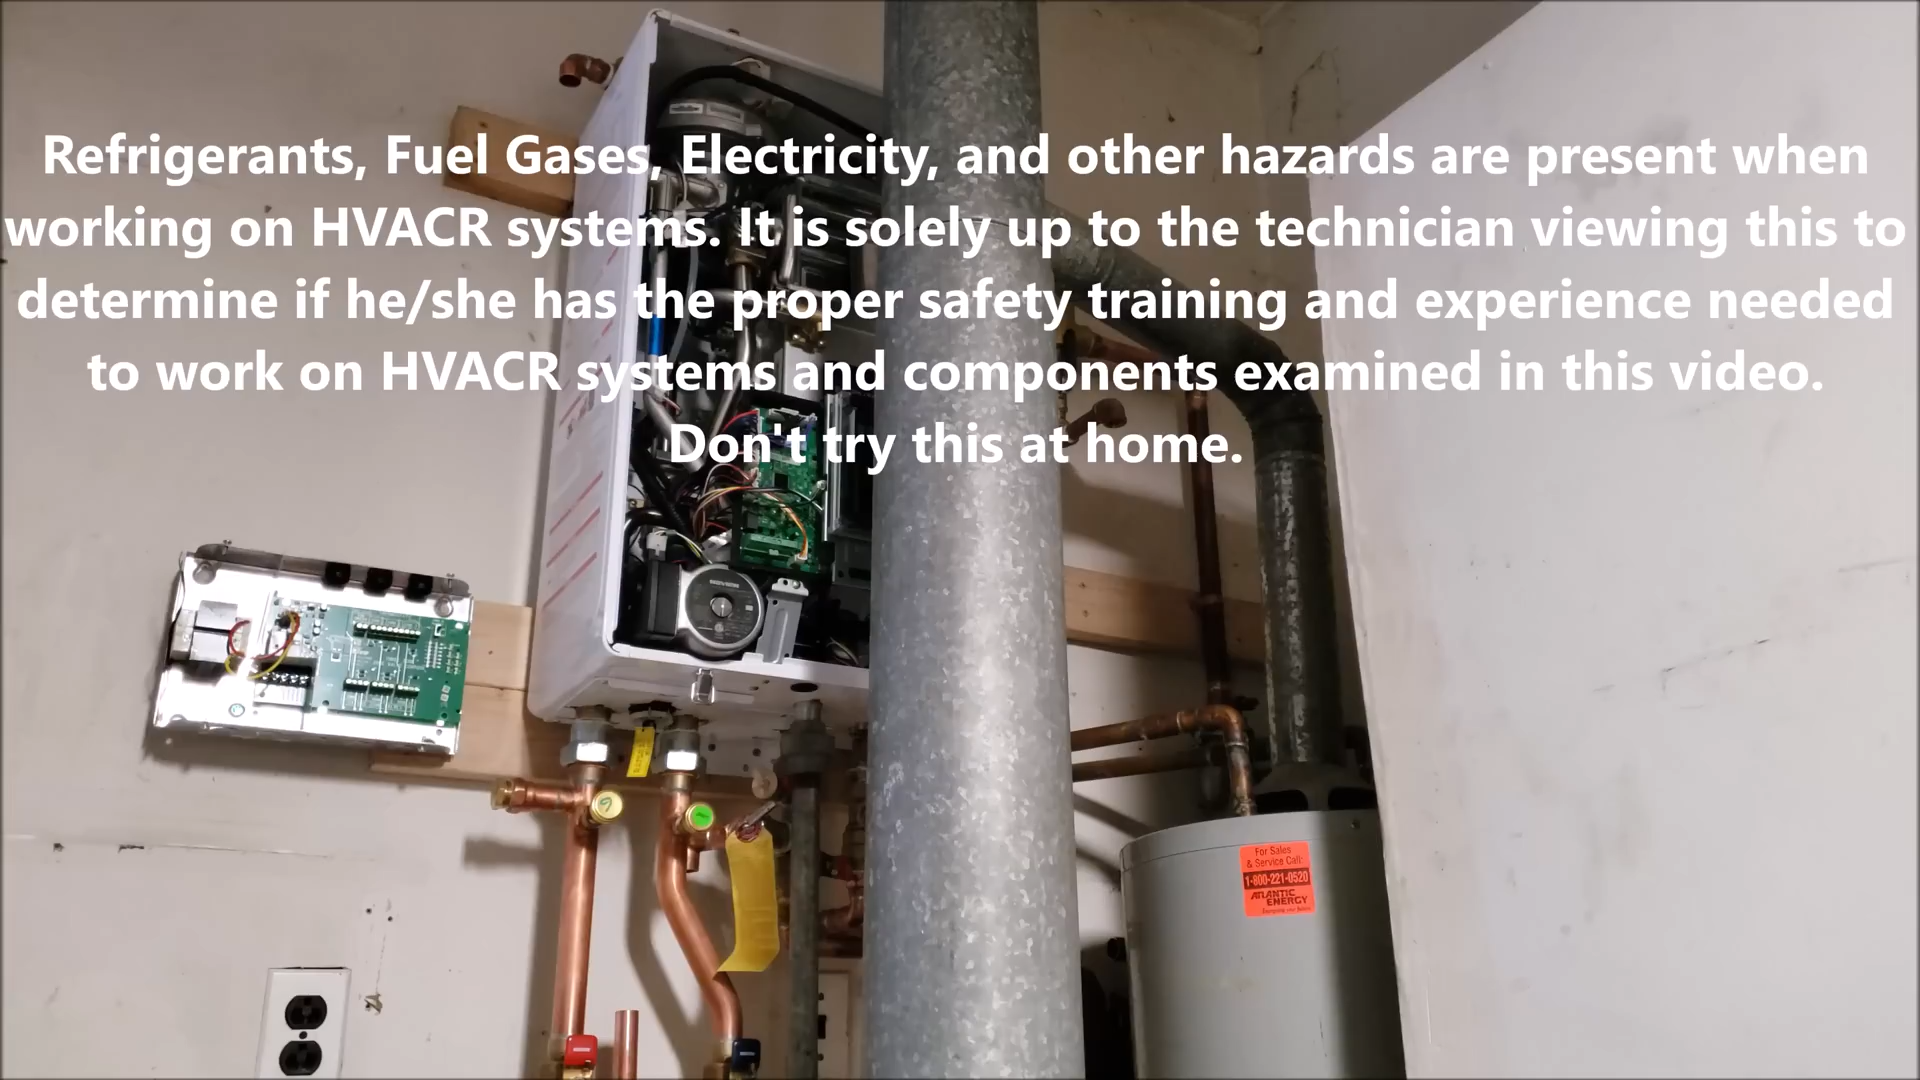 Refrigerants, Fuel Gases, Electricity, and other hazards are present when
working on HVACR systems. It is solely up to the technician viewing this to
determine if he/she has the proper safety training and experience needed
to work on HVACR systems and components examined in this video.
Don't try this at home.
For Sales
& Service Call:
1-800-221-0520
ATLANTIC
ENERGY